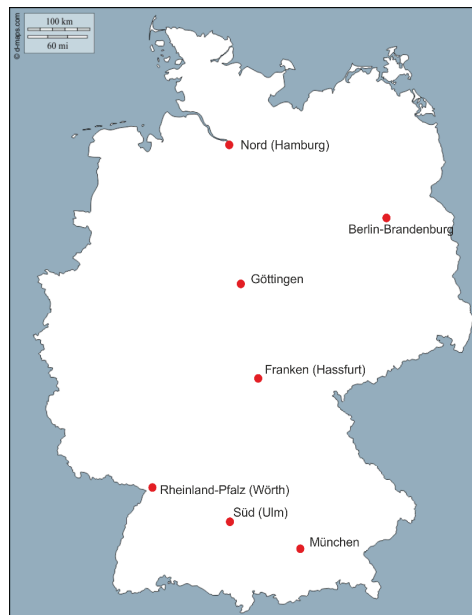 100 km
60 mi
© d-maps.com
Nord (Hamburg)
Berlin-Brandenburg
Göttingen
Franken (Hassfurt)
Rheinland-Pfalz (Wörth)
Süd (Ulm)
München